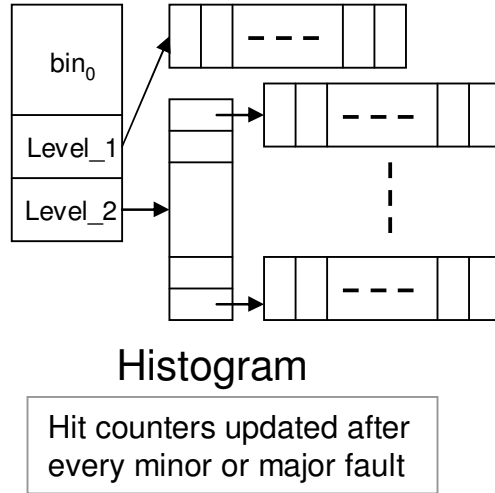 bin₀
Level_1
Level_2
Histogram
Hit counters updated after
every minor or major fault